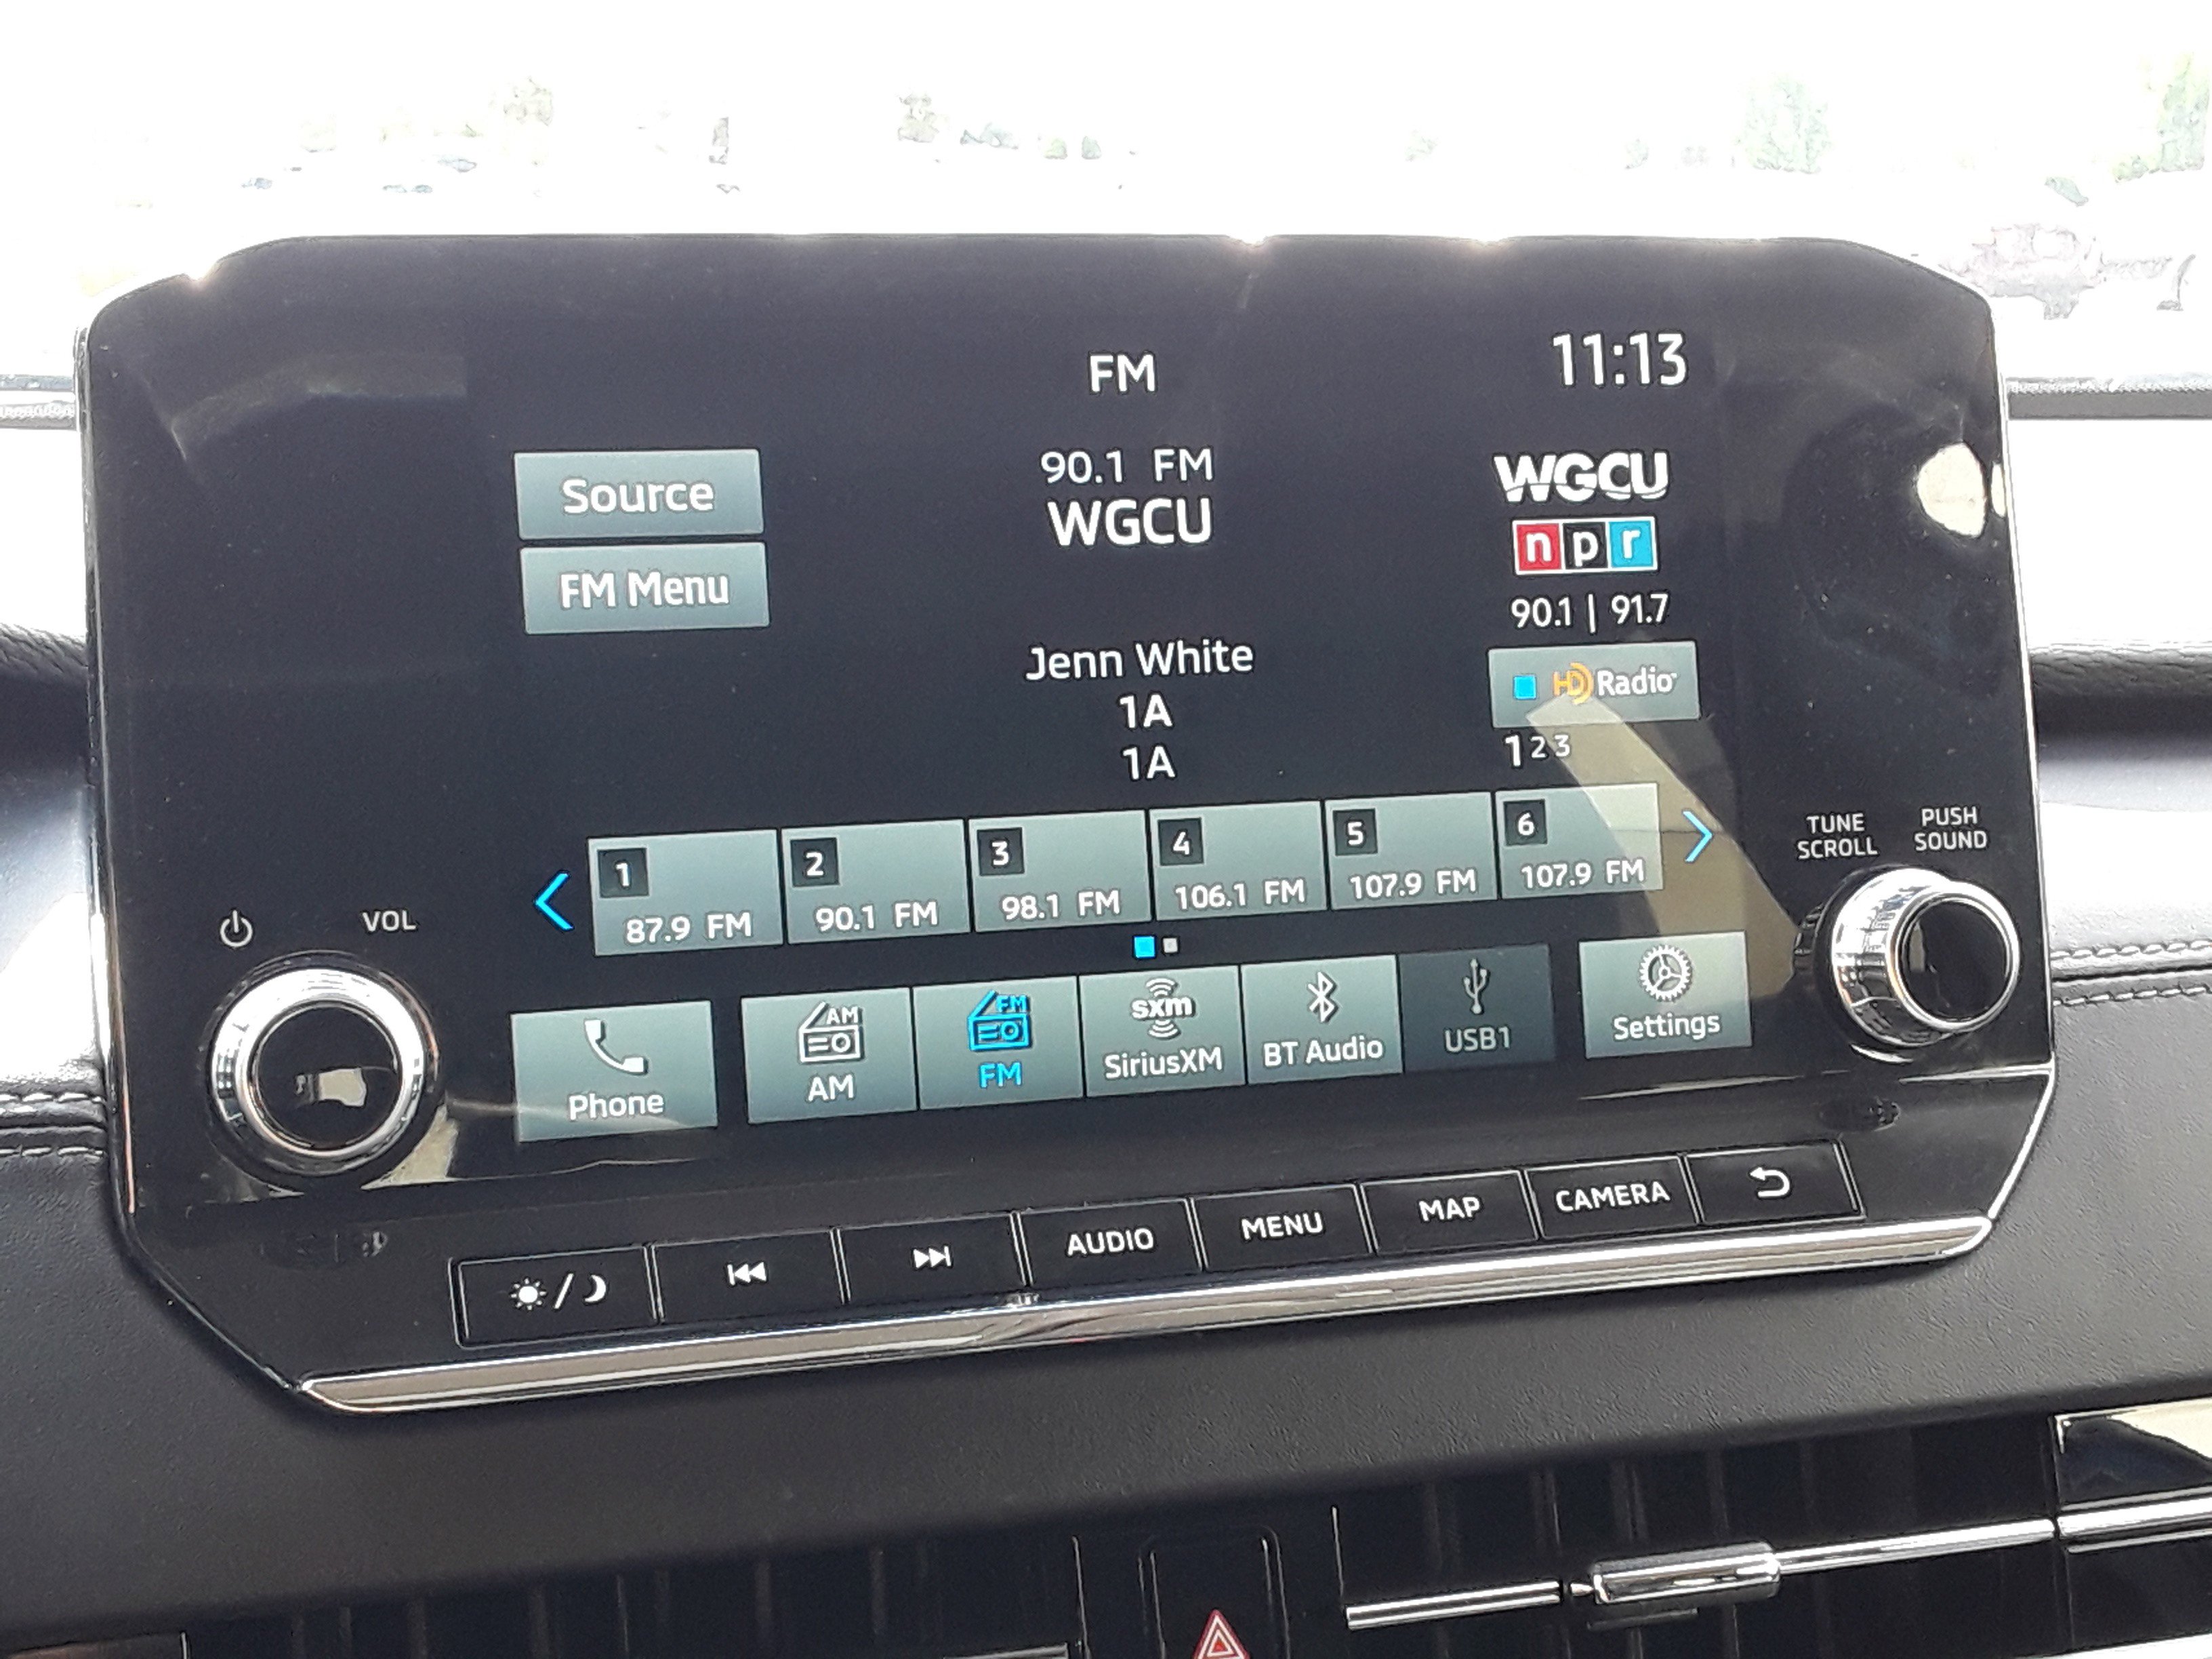 FM
11:13
Source
FM Menu
90.1 FM
WGCU
WGCU
npr
90.1 | 91.7
Jenn White
1A
1A
HD Radio
1 2 3
1
87.9 FM
2
90.1 FM
3
98.1 FM
4
106.1 FM
5
107.9 FM
6
107.9 FM
VOL
TUNE
SCROLL
PUSH
SOUND
Phone
AM
AM
FM
FM
sxm
SiriusXM
BT Audio
USB1
Settings
AUDIO
MENU
MAP
CAMERA